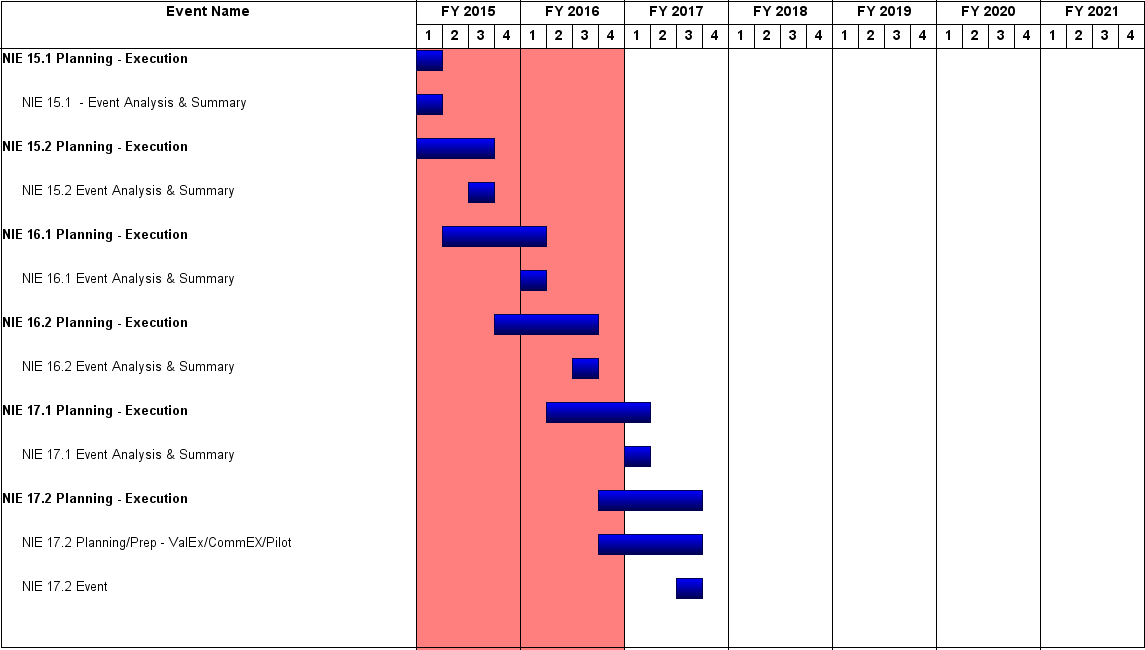 Event Name FY 2015 FY 2016 FY 2017 FY 2018 FY 2019 FY 2020 FY 2021
1 2 3 4 1 2 3 4 1 2 3 4 1 2 3 4 1 2 3 4 1 2 3 4 1 2 3 4
NIE 15.1 Planning - Execution
NIE 15.1  - Event Analysis & Summary
NIE 15.2 Planning - Execution
NIE 15.2 Event Analysis & Summary
NIE 16.1 Planning - Execution
NIE 16.1 Event Analysis & Summary
NIE 16.2 Planning - Execution
NIE 16.2 Event Analysis & Summary
NIE 17.1 Planning - Execution
NIE 17.1 Event Analysis & Summary
NIE 17.2 Planning - Execution
NIE 17.2 Planning/Prep - ValEx/CommEX/Pilot
NIE 17.2 Event